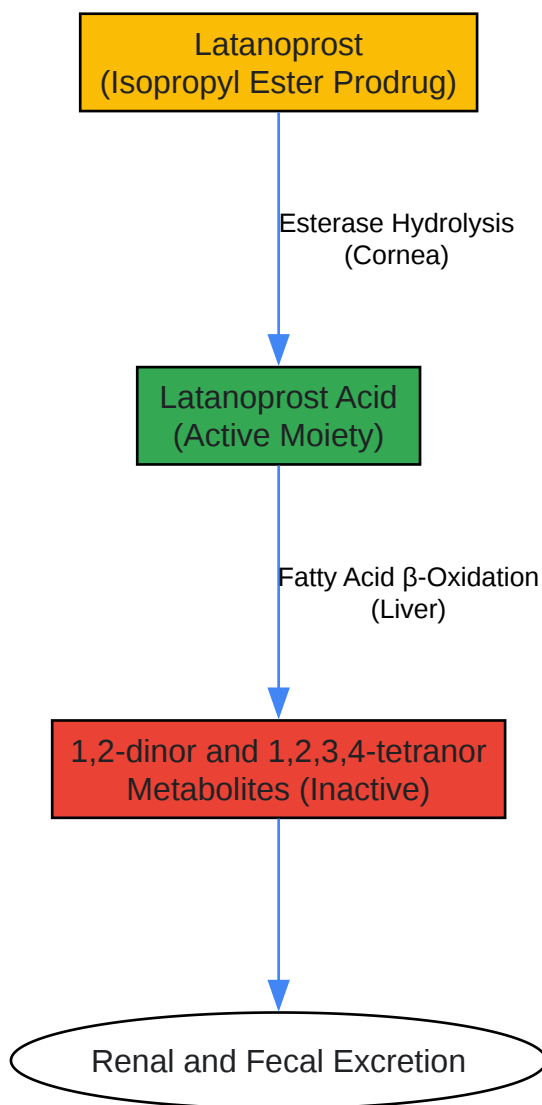 Latanoprost
(Isopropyl Ester Prodrug)
Esterase Hydrolysis
(Cornea)
Latanoprost Acid
(Active Moiety)
Fatty Acid β-Oxidation
(Liver)
1,2-dinor and 1,2,3,4-tetranor
Metabolites (Inactive)
Renal and Fecal Excretion